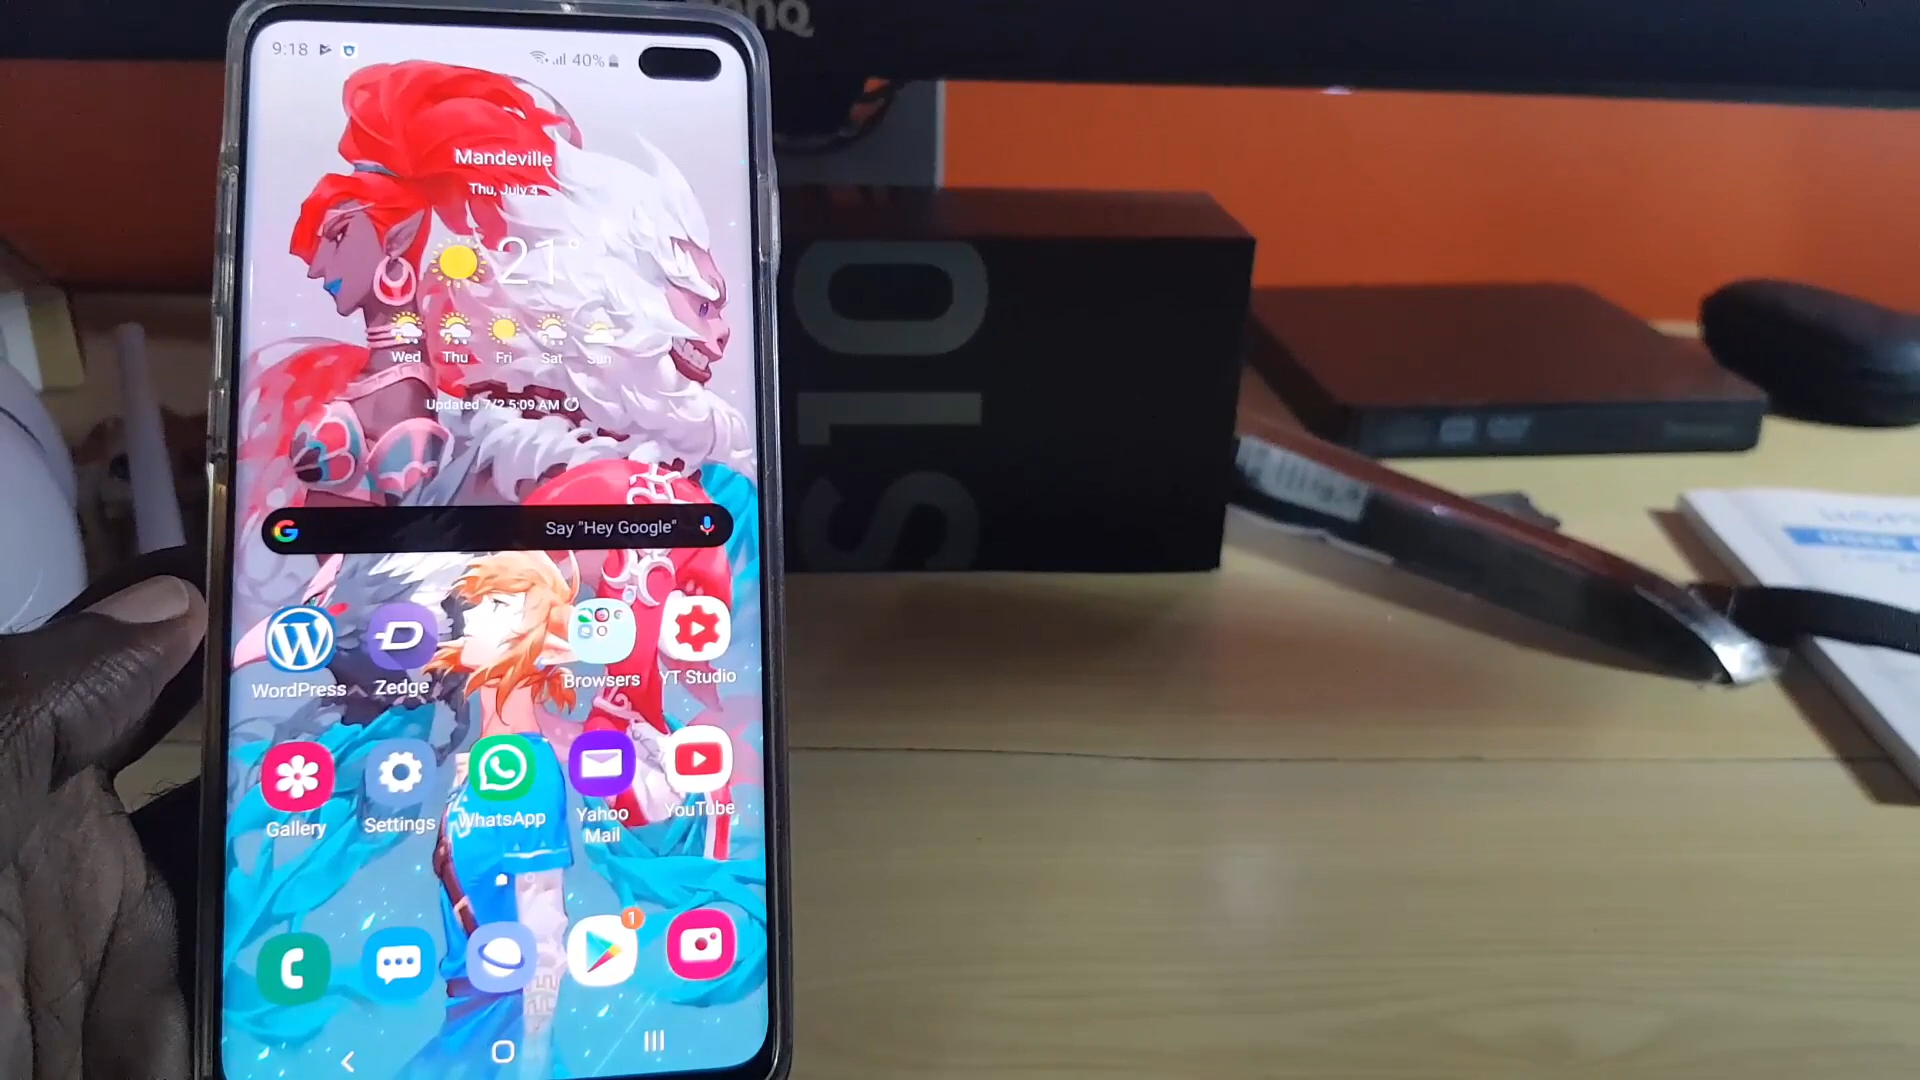 9:18
40%
Mandeville
Thu, July 4
21°
Wed Thu Fri Sat Sun
Updated 7/2 5:09 AM
Say "Hey Google"
WordPress Zedge Browsers YT Studio
Gallery Settings WhatsApp Yahoo Mail YouTube
1
S10